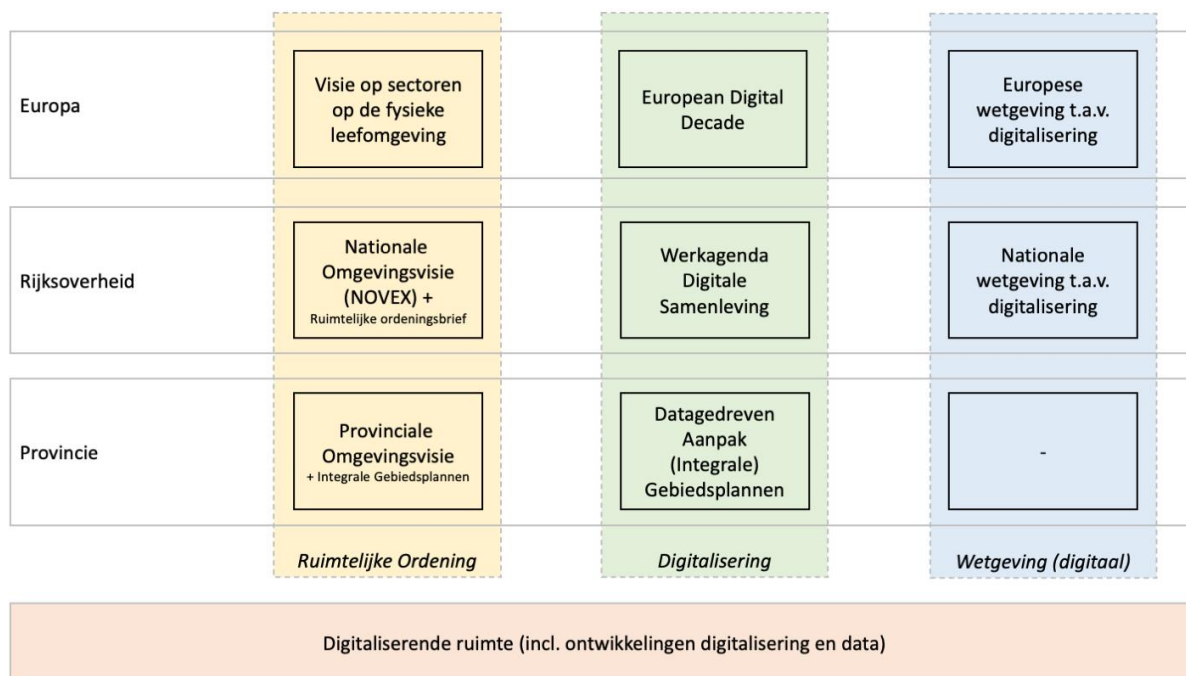 Europa
Visie op sectoren
op de fysieke
leefomgeving
European Digital
Decade
Europese
wetgeving t.a.v.
digitalisering
Rijksoverheid
Nationale
Omgevingsvisie
(NOVEX) +
Ruimtelijke ordeningsbrief
Werkagenda
Digitale
Samenleving
Nationale
wetgeving t.a.v.
digitalisering
Provincie
Provinciale
Omgevingsvisie
+ Integrale Gebiedsplannen
Datagedreven
Aanpak
(Integrale)
Gebiedsplannen
-
Ruimtelijke Ordening
Digitalisering
Wetgeving (digitaal)
Digitaliserende ruimte (incl. ontwikkelingen digitalisering en data)